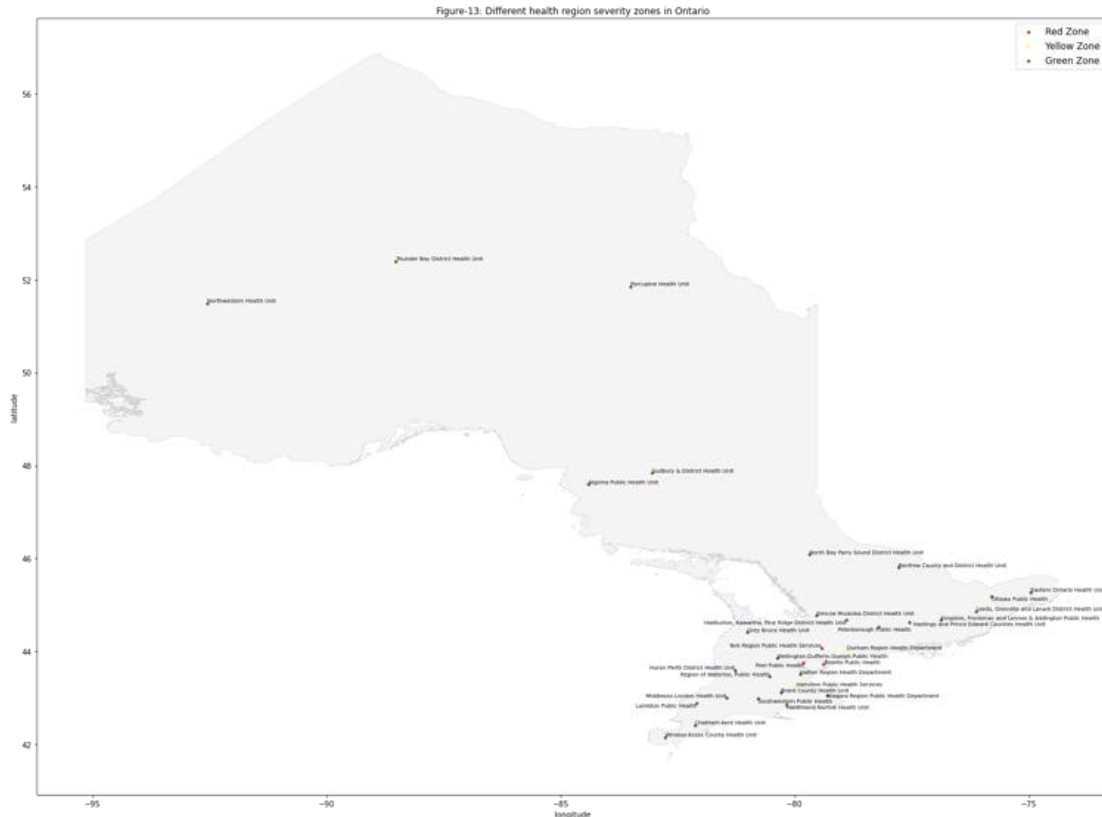 Figure-13: Different health region severity zones in Ontario
Red Zone
Yellow Zone
Green Zone
56
54
52
50
48
46
44
42
latitude
Thunder Bay District Health Unit
Porcupine Health Unit
Northwestern Health Unit
Sudbury & District Health Unit
Algoma Public Health Unit
North Bay Parry Sound District Health Unit
Renfrew County and District Health Unit
Eastern Ontario Health Unit
Ottawa Public Health
Leeds, Grenville and Lanark District Health Unit
Simcoe Muskoka District Health Unit
Kingston, Frontenac and Lennox & Addington Public Health
Haliburton, Kawartha, Pine Ridge District Health Unit
Hastings and Prince Edward Counties Health Unit
Peterborough Public Health
Grey Bruce Health Unit
York Region Public Health Services
Durham Region Health Department
Wellington-Dufferin-Guelph Public Health
Peel Public Health
Toronto Public Health
Huron Perth District Health Unit
Halton Region Health Department
Region of Waterloo, Public Health
Hamilton Public Health Services
Brant County Health Unit
Niagara Region Public Health Department
Middlesex-London Health Unit
Southwestern Public Health
Lambton Public Health
Haldimand-Norfolk Health Unit
Chatham-Kent Health Unit
Windsor-Essex County Health Unit
−95
−90
−85
−80
−75
longitude